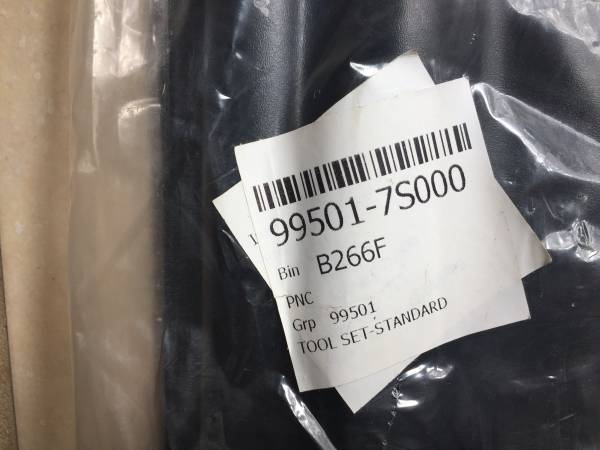 99501-7S000
Bin B266F
PNC
Grp 99501
TOOL SET-STANDARD